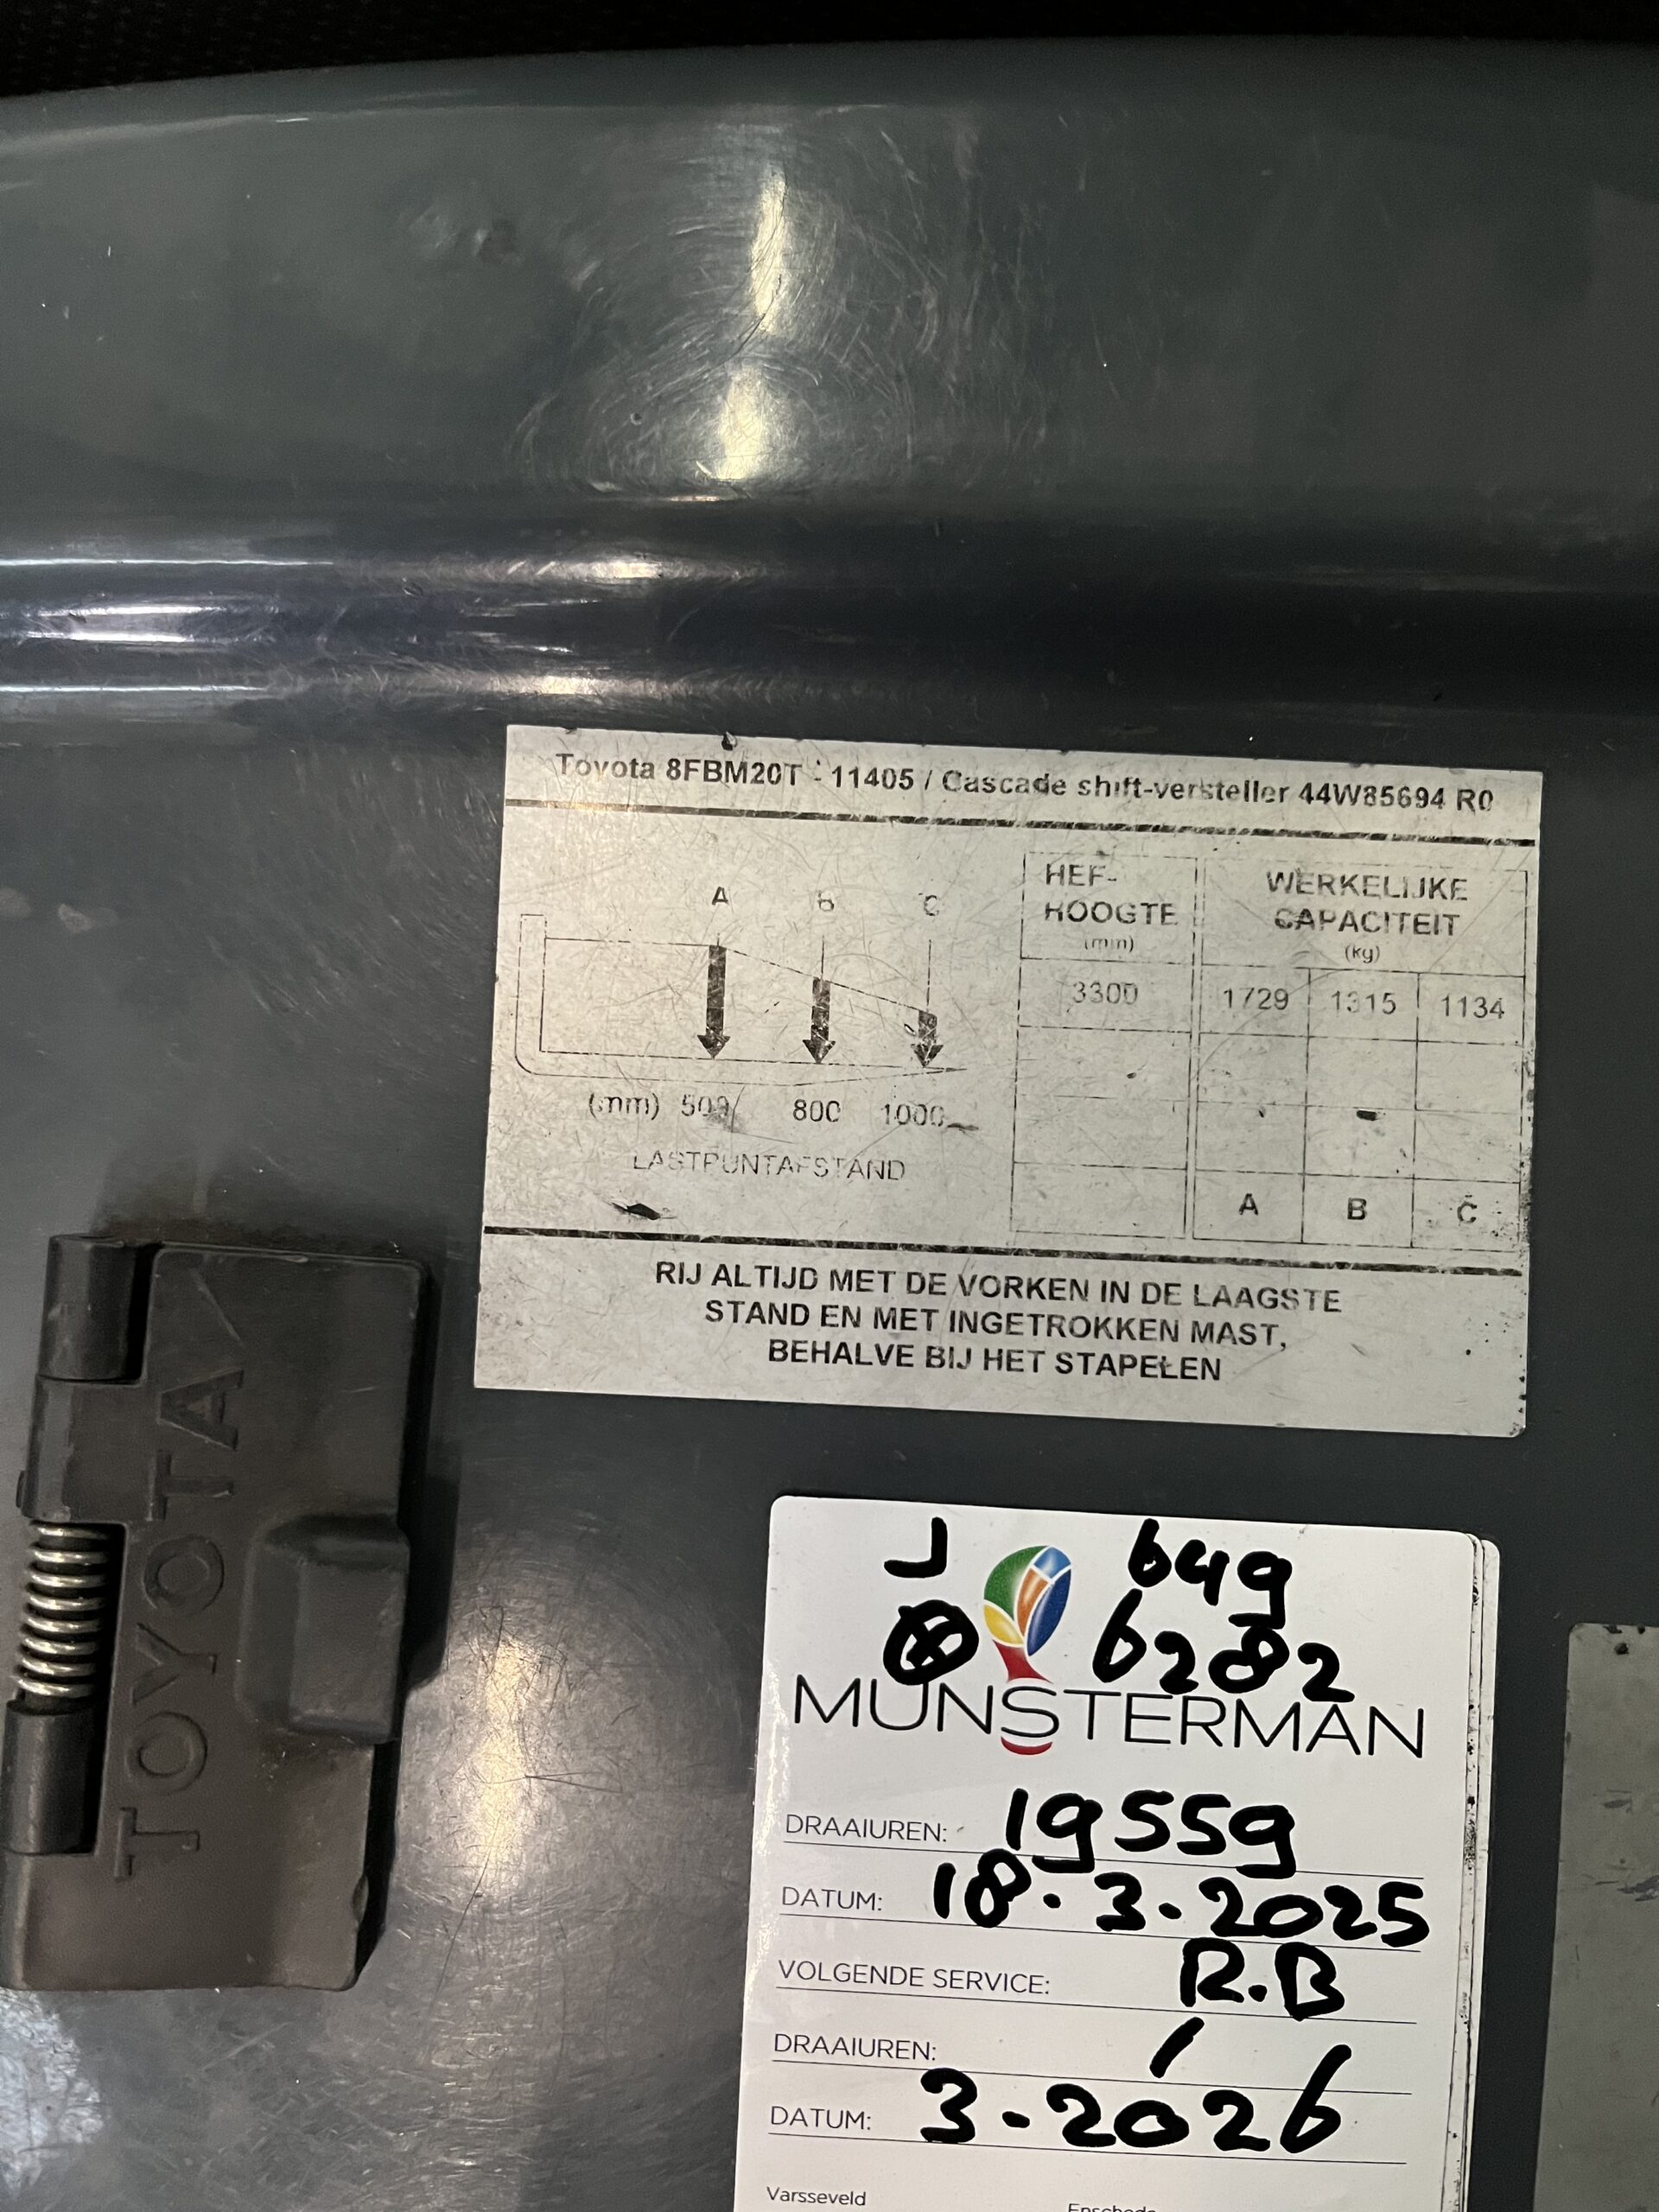 Toyota 8FBM20T - 11405 / Cascade shift-versteller 44W85694 R0
A B C
HEF-
HOOGTE
(mm)
WERKELIJKE
CAPACITEIT
(kg)
3300 1729 1315 1134
(mm) 500 800 1000
LASTPUNTAFSTAND
A B C
RIJ ALTIJD MET DE VORKEN IN DE LAAGSTE
STAND EN MET INGETROKKEN MAST,
BEHALVE BIJ HET STAPELEN
TOYOTA
J 649
6282
MUNSTERMAN
DRAAIUREN: 19559
DATUM: 18.3.2025
VOLGENDE SERVICE: R.B
DRAAIUREN: /
DATUM: 3-2026
Varsseveld Enschede